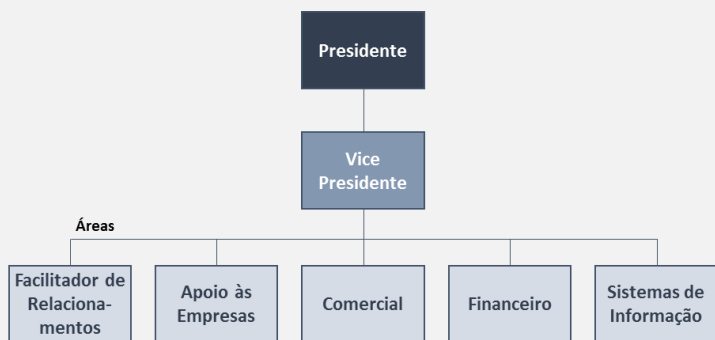 Presidente
Vice
Presidente
Áreas
Facilitador de
Relaciona-
mentos
Apoio às
Empresas
Comercial
Financeiro
Sistemas de
Informação